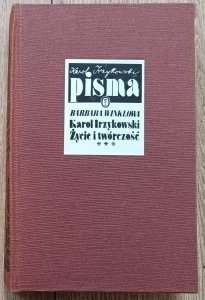 Karol Irzykowski
pisma
BARBARA WINKLOWA
Karol Irzykowski
Życie i twórczość
***